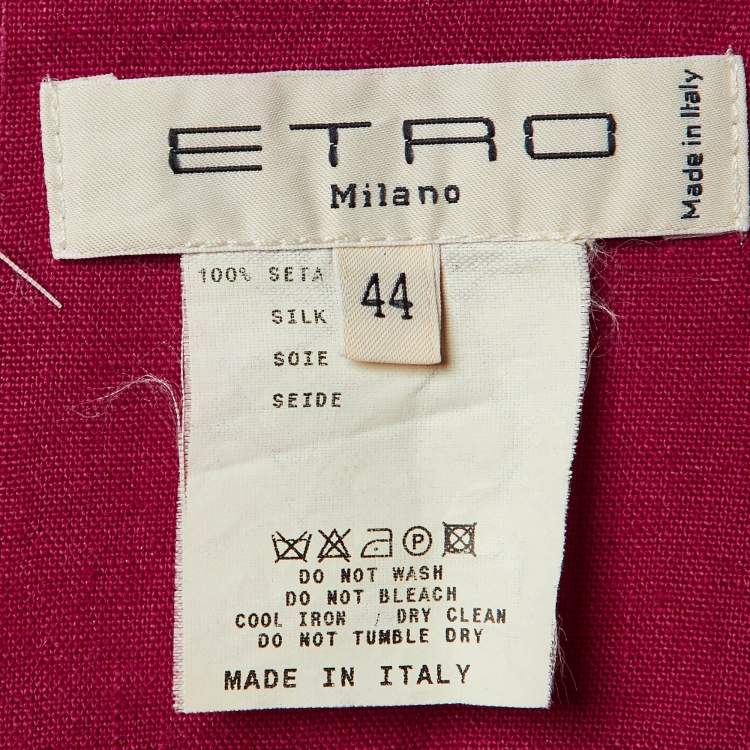 ETRO
Milano
Made in Italy
44
100% SETA
SILK
SOIE
SEIDE
P
DO NOT WASH
DO NOT BLEACH
COOL IRON / DRY CLEAN
DO NOT TUMBLE DRY
MADE IN ITALY